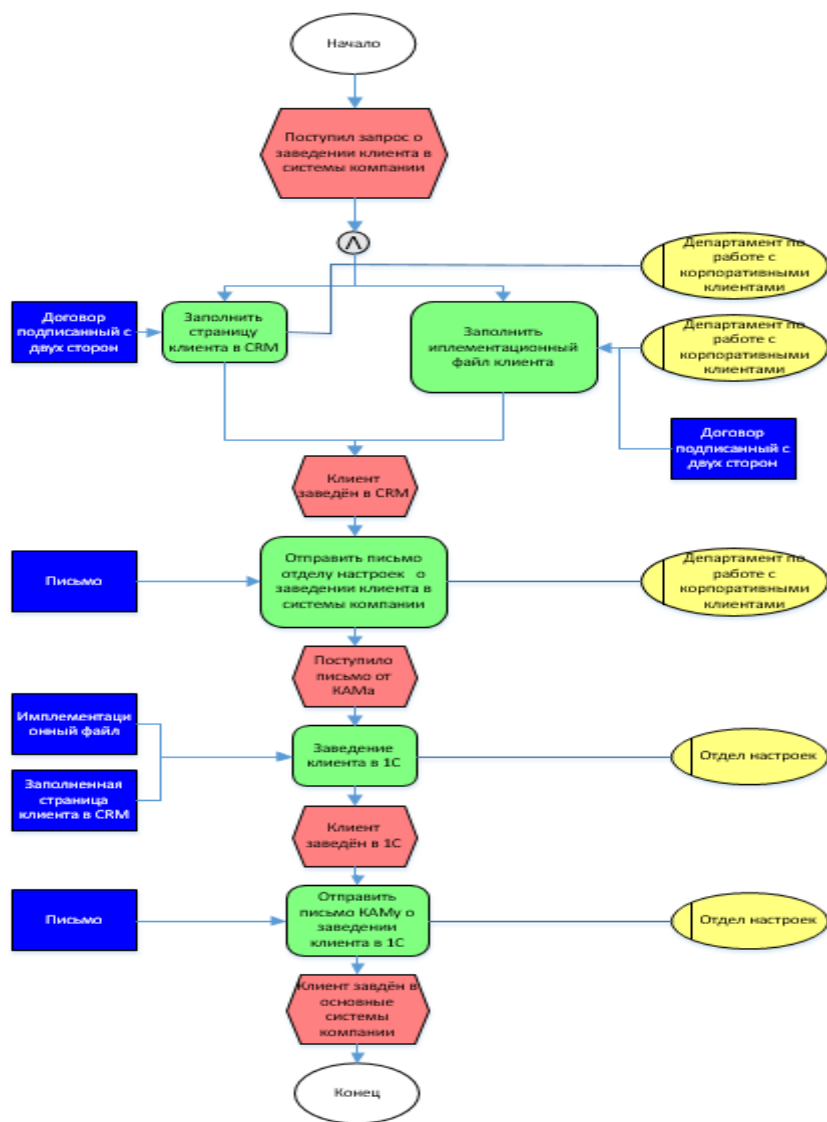 Начало
Поступил запрос о
заведении клиента в
системы компании
Λ
Департамент по
работе с
корпоративными
клиентами
Договор
подписанный с
двух сторон
Заполнить
страницу
клиента в CRM
Заполнить
иплементационный
файл клиента
Департамент по
работе с
корпоративными
клиентами
Договор
подписанный с
двух сторон
Клиент
заведён в CRM
Письмо
Отправить письмо
отделу настроек о
заведении клиента в
системы компании
Департамент по
работе с
корпоративными
клиентами
Поступило
письмо от
КАМа
Имплементаци
онный файл
Заполненная
страница
клиента в CRM
Заведение
клиента в 1С
Отдел настроек
Клиент
заведён в 1С
Письмо
Отправить
письмо КАМу о
заведении
клиента в 1С
Отдел настроек
Клиент завдён в
основные
системы
компании
Конец